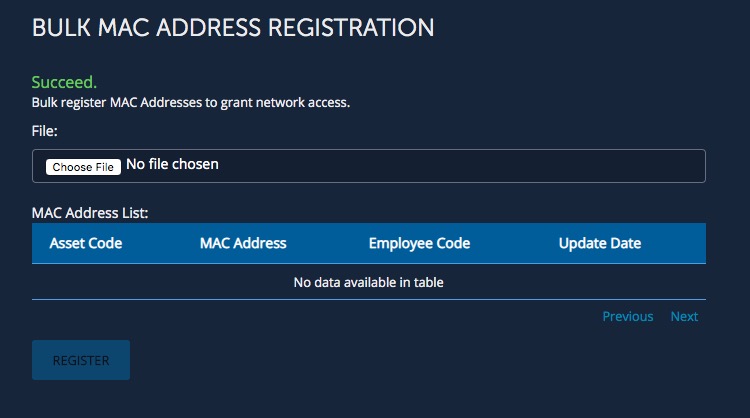 BULK MAC ADDRESS REGISTRATION
Succeed.
Bulk register MAC Addresses to grant network access.
File:
Choose File No file chosen
MAC Address List:
Asset Code MAC Address Employee Code Update Date
No data available in table
Previous Next
REGISTER